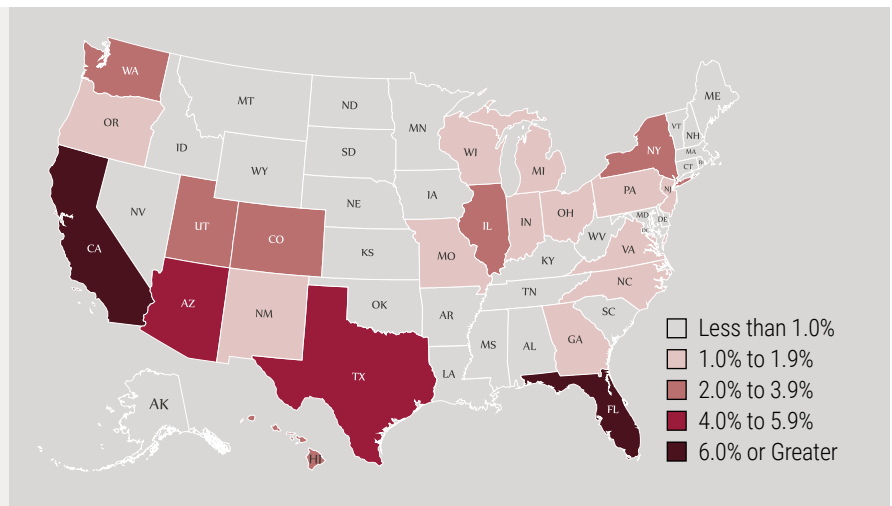 WA
MT
ND
ME
OR
MN
VT
NH
ID
SD
WI
NY
MA
WY
MI
CT
RI
IA
PA
NJ
NE
NV
OH
IL
IN
MD
DE
UT
CO
DC
WV
CA
KS
MO
VA
KY
NC
AZ
TN
NM
OK
AR
SC
MS
AL
GA
Less than 1.0%
1.0% to 1.9%
TX
LA
2.0% to 3.9%
AK
FL
4.0% to 5.9%
HI
6.0% or Greater